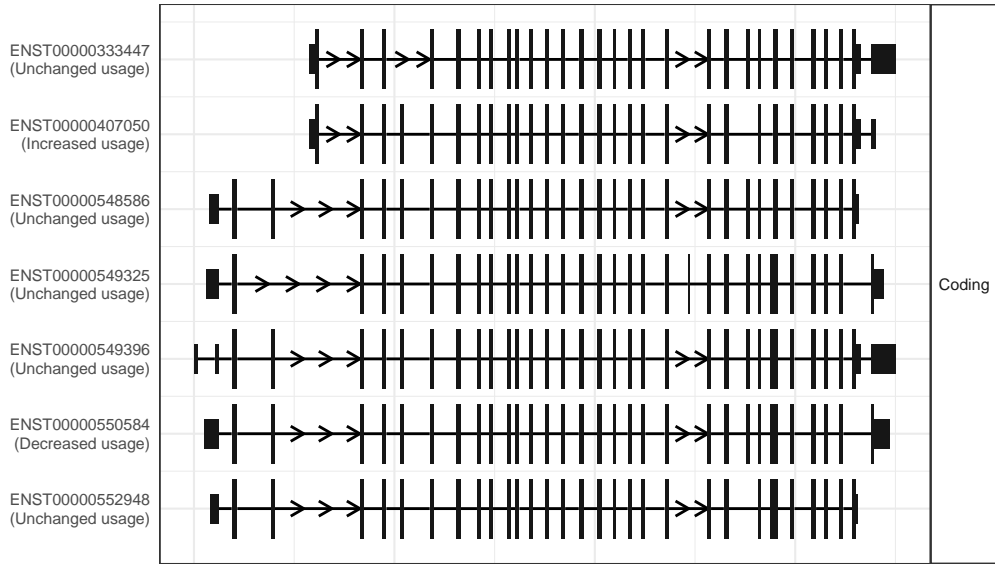 ENST00000333447
(Unchanged usage)
ENST00000407050
(Increased usage)
ENST00000548586
(Unchanged usage)
ENST00000549325
(Unchanged usage)
Coding
ENST00000549396
(Unchanged usage)
ENST00000550584
(Decreased usage)
ENST00000552948
(Unchanged usage)